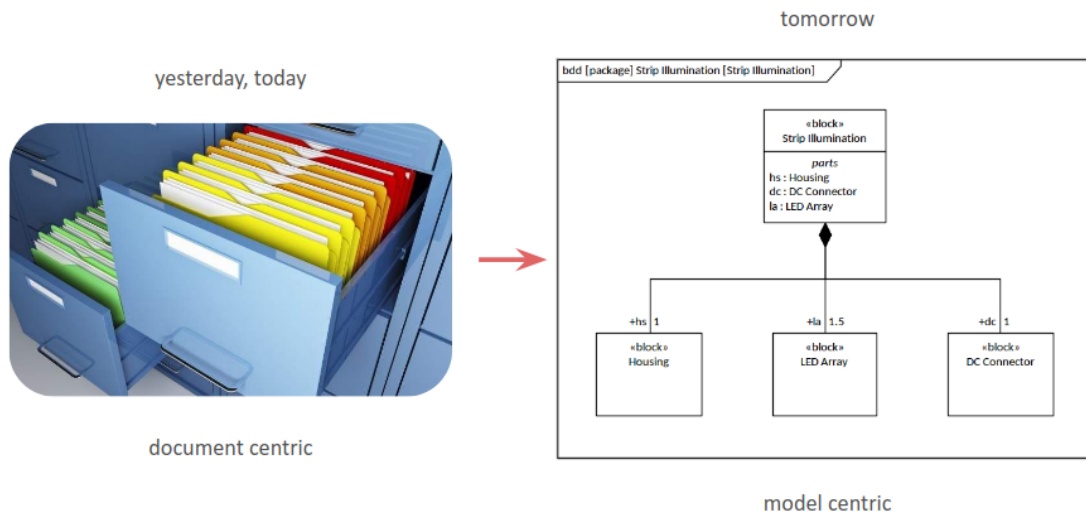 yesterday, today
document centric
tomorrow
bdd [package] Strip Illumination [Strip Illumination]
«block»
Strip Illumination
parts
hs : Housing
dc : DC Connector
la : LED Array
+hs 1
+la 1.5
+dc 1
«block»
Housing
«block»
LED Array
«block»
DC Connector
model centric